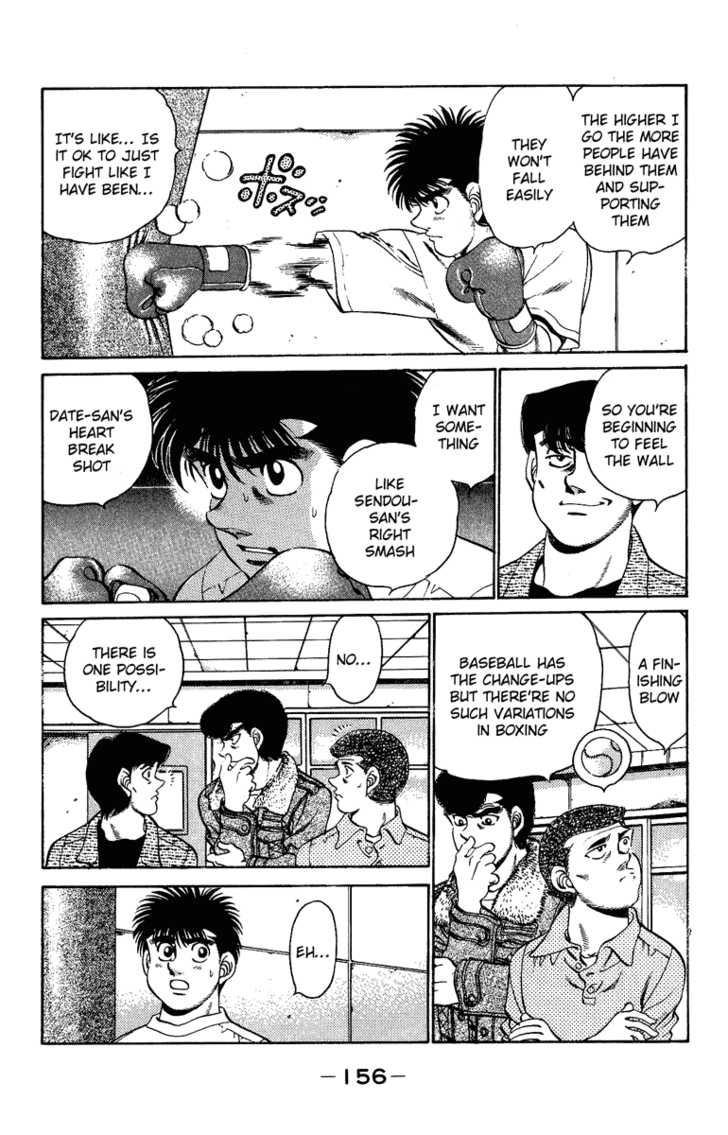 THE HIGHER I
GO THE MORE
PEOPLE HAVE
BEHIND THEM
AND SUP-
PORTING
THEM
THEY
WON'T
FALL
EASILY
ボズッ
IT'S LIKE... IS
IT OK TO JUST
FIGHT LIKE I
HAVE BEEN...
SO YOU'RE
BEGINNING
TO FEEL
THE WALL
I WANT
SOME-
THING
LIKE
SENDOU-
SAN'S
RIGHT
SMASH
DATE-SAN'S
HEART
BREAK
SHOT
A FIN-
ISHING
BLOW
BASEBALL HAS
THE CHANGE-UPS
BUT THERE'RE NO
SUCH VARIATIONS
IN BOXING
NO...
THERE IS
ONE POSSI-
BILITY...
EH...
-156-